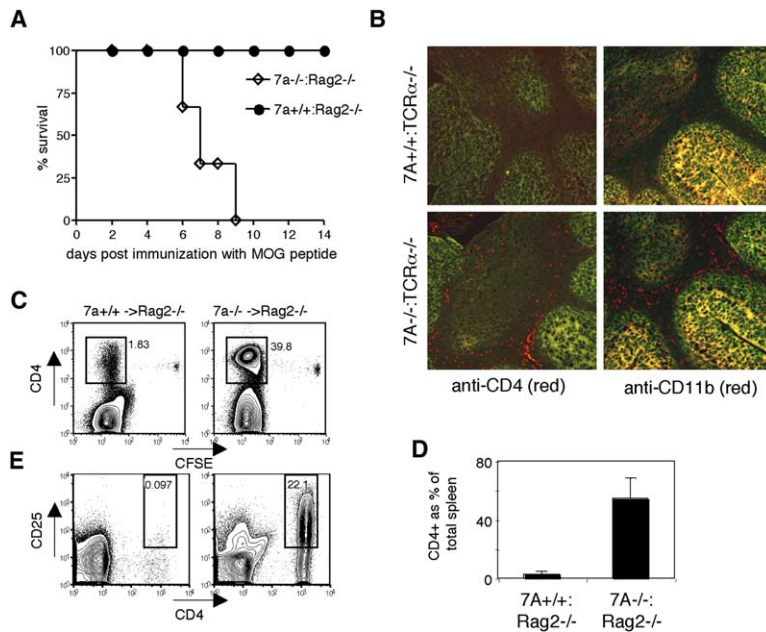 A
% survival
100
75
50
25
0
7a-/-:Rag2-/-
7a+/+:Rag2-/-
0 2 4 6 8 10 12 14
days post immunization with MOG peptide
B
7A+/+:TCRα-/-
7A-/-:TCRα-/-
anti-CD4 (red)
anti-CD11b (red)
C
7a+/+ ->Rag2-/-
7a-/- ->Rag2-/-
1.83
39.8
CD4
CFSE
E
0.097
22.1
CD25
CD4
D
CD4+ as % of
total spleen
80
40
0
7A+/+:
Rag2-/-
7A-/-:
Rag2-/-